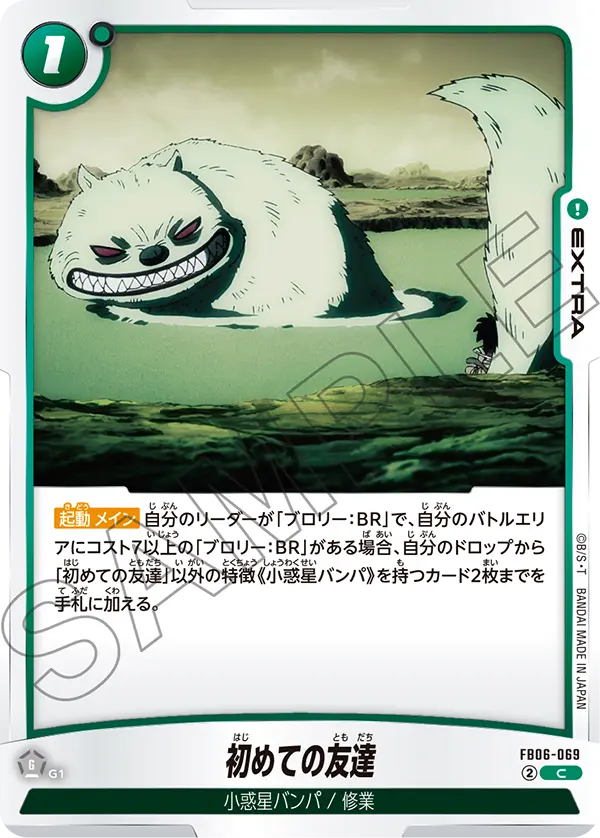 1
! EXTRA
起動 メイン 自分のリーダーが「ブロリー：BR」で、自分のバトルエリ
アにコスト7以上の「ブロリー：BR」がある場合、自分のドロップから
「初めての友達」以外の特徴《小惑星バンパ》を持つカード2枚までを
手札に加える。
SAMPLE
©B/S・T BANDAI MADE IN JAPAN
初めての友達
はじ ともだち
FB06-069
② C
G G1
小惑星バンパ / 修業